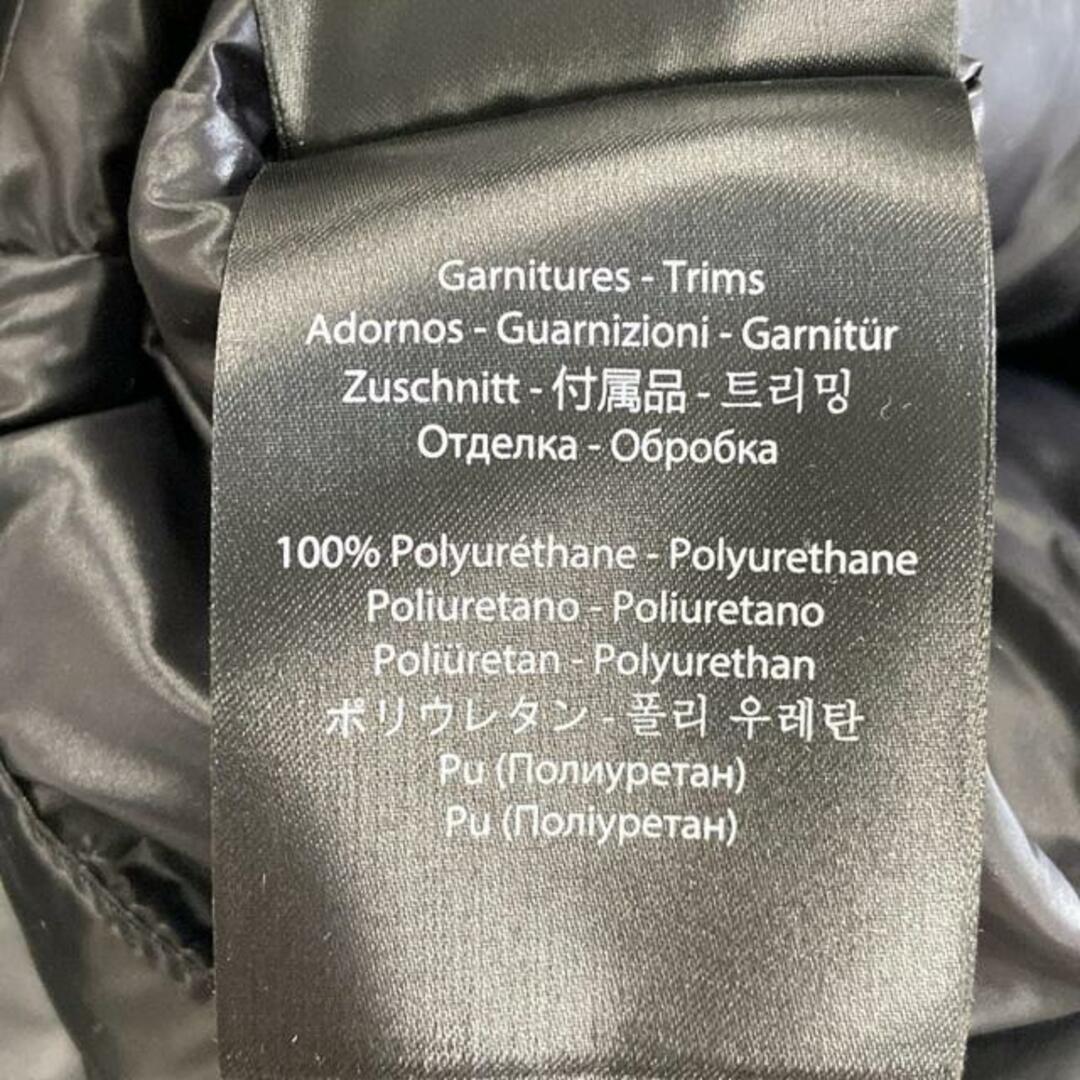 Garnitures - Trims
Adornos - Guarnizioni - Garnitür
Zuschnitt - 付属品 - 트리밍
Отделка - Обробка
100% Polyuréthane - Polyurethane
Poliuretano - Poliuretano
Poliüretan - Polyurethan
ポリウレタン - 폴리 우레탄
Pu (Полиуретан)
Pu (Поліуретан)